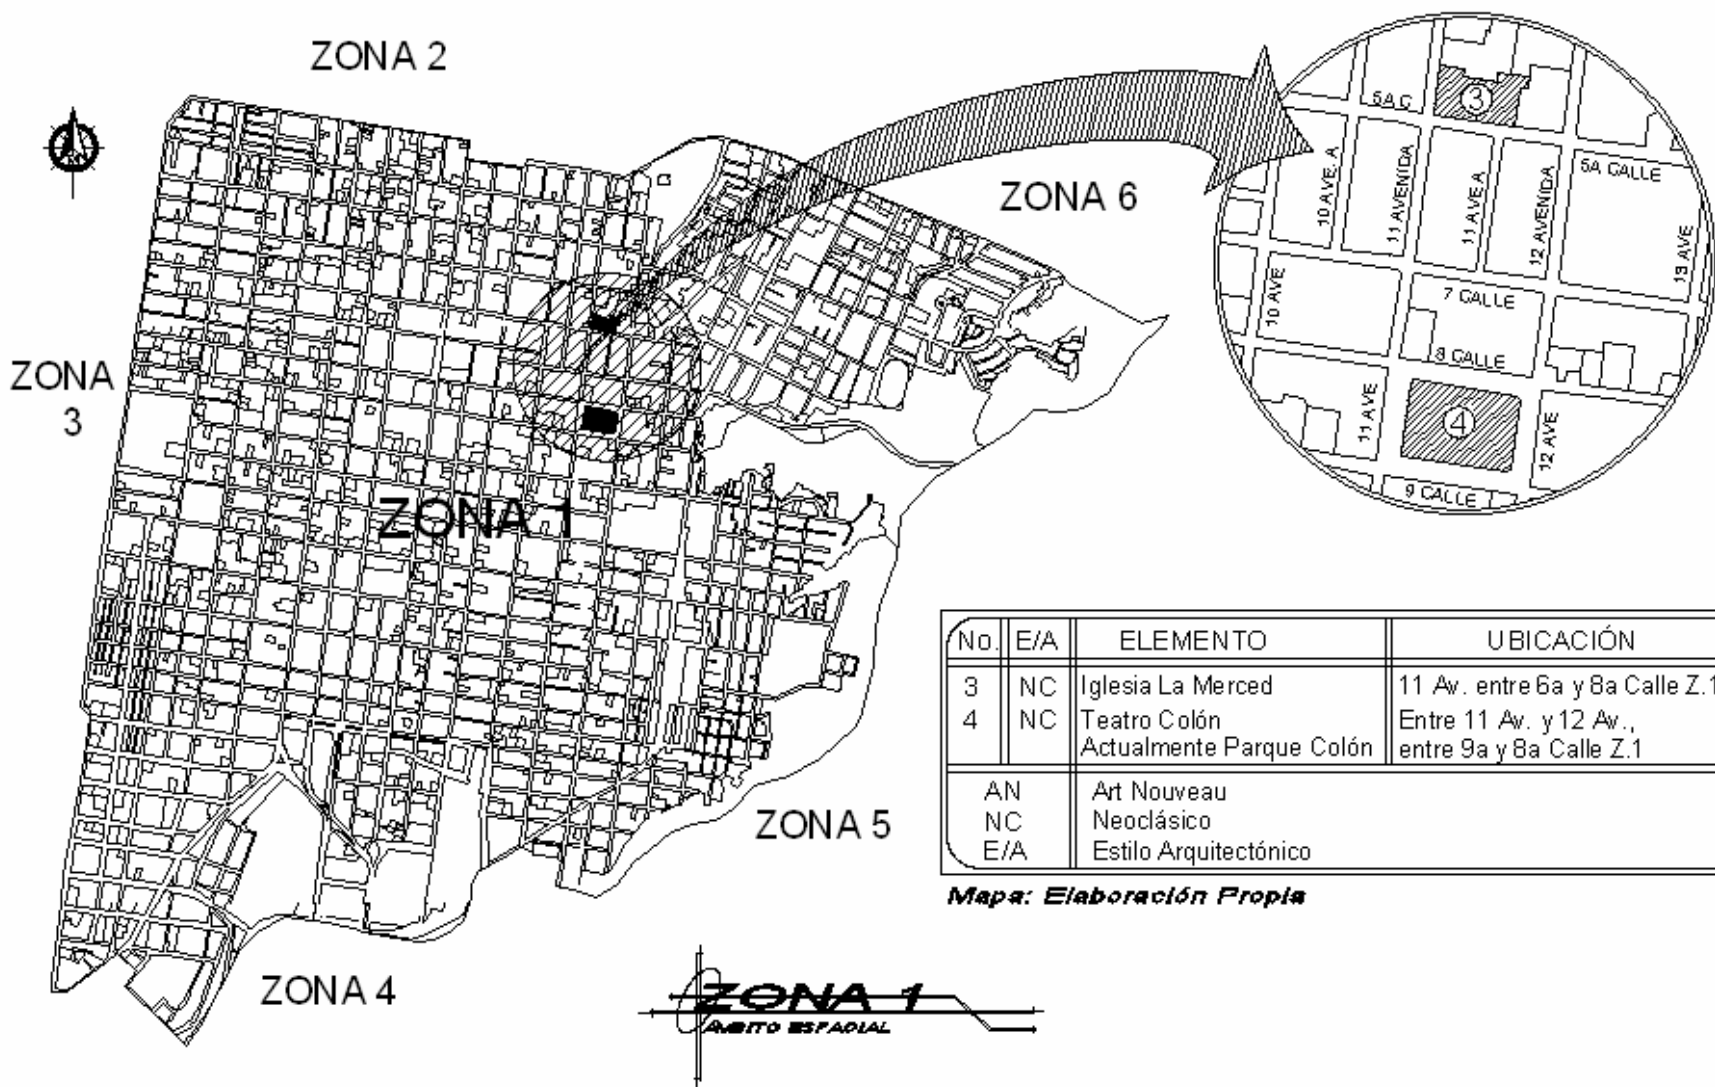 ZONA 2
ZONA 6
ZONA
3
ZONA 1
ZONA 5
ZONA 4
3
5A C
5A CALLE
10 AVE A
11 AVENIDA
11 AVE A
12 AVENIDA
13 AVE
10 AVE
7 CALLE
8 CALLE
11 AVE
4
12 AVE
9 CALLE
No. E/A ELEMENTO UBICACIÓN
3 NC Iglesia La Merced 11 Av. entre 6a y 8a Calle Z.1
4 NC Teatro Colón Entre 11 Av. y 12 Av.,
Actualmente Parque Colón entre 9a y 8a Calle Z.1
AN Art Nouveau
NC Neoclásico
E/A Estilo Arquitectónico
Mapa: Elaboración Propia
ZONA 1
ÁMBITO ESPACIAL